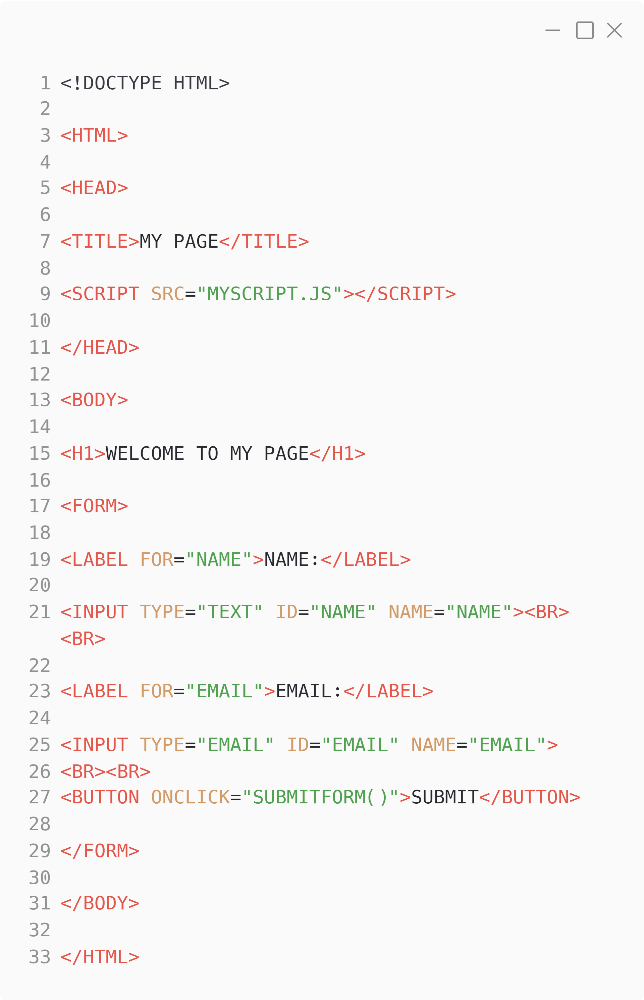 1 <!DOCTYPE HTML>
2
3 <HTML>
4
5 <HEAD>
6
7 <TITLE>MY PAGE</TITLE>
8
9 <SCRIPT SRC="MYSCRIPT.JS"></SCRIPT>
10
11 </HEAD>
12
13 <BODY>
14
15 <H1>WELCOME TO MY PAGE</H1>
16
17 <FORM>
18
19 <LABEL FOR="NAME">NAME:</LABEL>
20
21 <INPUT TYPE="TEXT" ID="NAME" NAME="NAME"><BR>
<BR>
22
23 <LABEL FOR="EMAIL">EMAIL:</LABEL>
24
25 <INPUT TYPE="EMAIL" ID="EMAIL" NAME="EMAIL">
26 <BR><BR>
27 <BUTTON ONCLICK="SUBMITFORM()">SUBMIT</BUTTON>
28
29 </FORM>
30
31 </BODY>
32
33 </HTML>